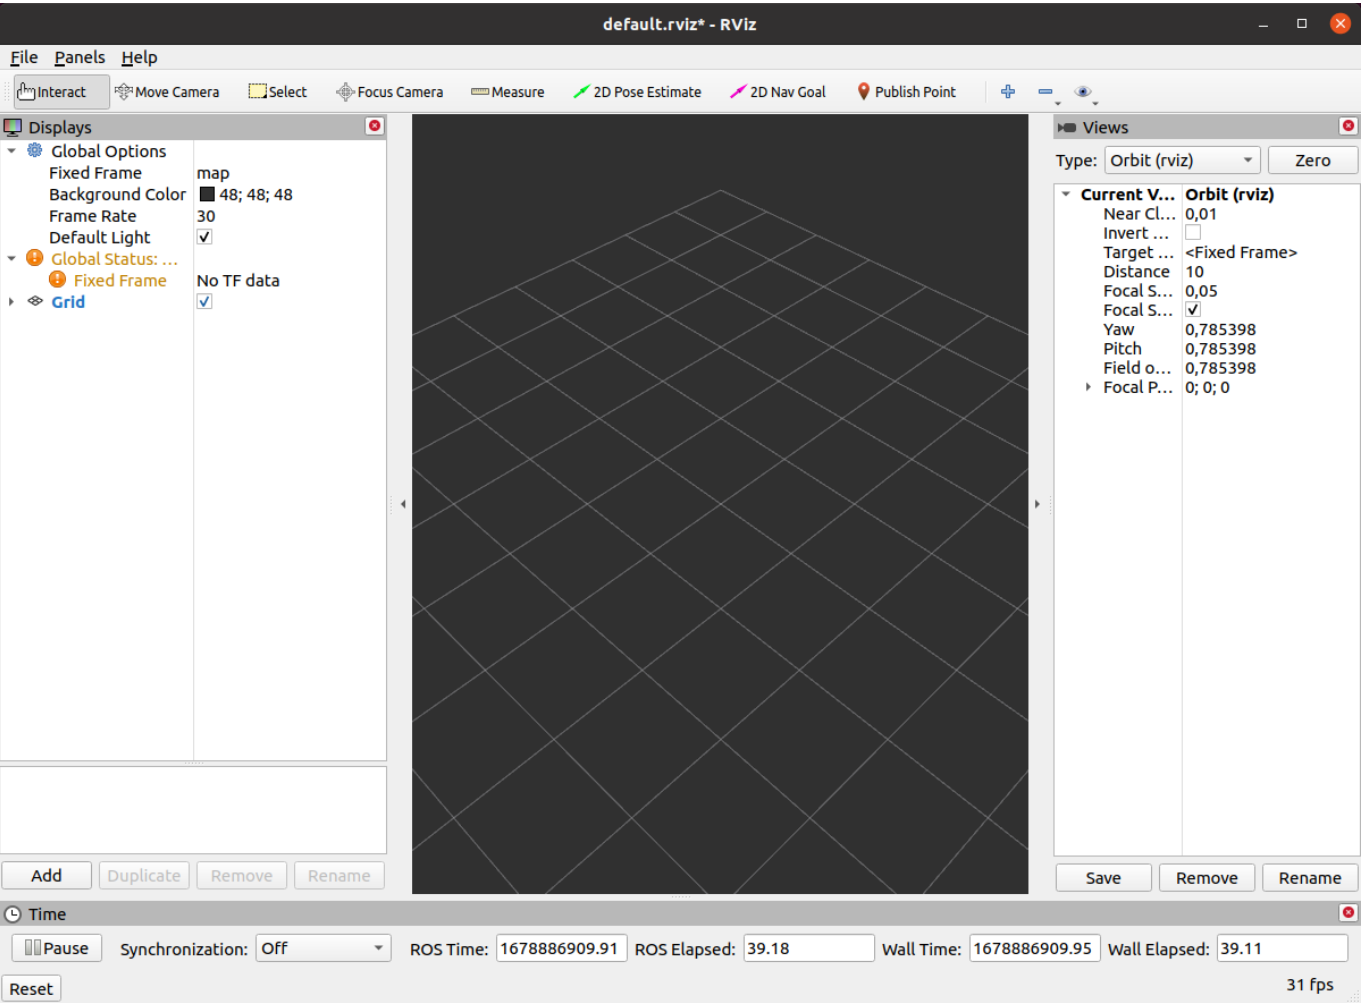 default.rviz* - RViz
File Panels Help
Interact Move Camera Select Focus Camera Measure 2D Pose Estimate 2D Nav Goal Publish Point
Displays
Global Options
Fixed Frame map
Background Color 48; 48; 48
Frame Rate 30
Default Light
Global Status: ...
Fixed Frame No TF data
Grid
Add Duplicate Remove Rename
Views
Type: Orbit (rviz) Zero
Current V... Orbit (rviz)
Near Cl... 0,01
Invert ...
Target ... <Fixed Frame>
Distance 10
Focal S... 0,05
Focal S...
Yaw 0,785398
Pitch 0,785398
Field o... 0,785398
Focal P... 0; 0; 0
Save Remove Rename
Time
Pause Synchronization: Off ROS Time: 1678886909.91 ROS Elapsed: 39.18 Wall Time: 1678886909.95 Wall Elapsed: 39.11
Reset 31 fps